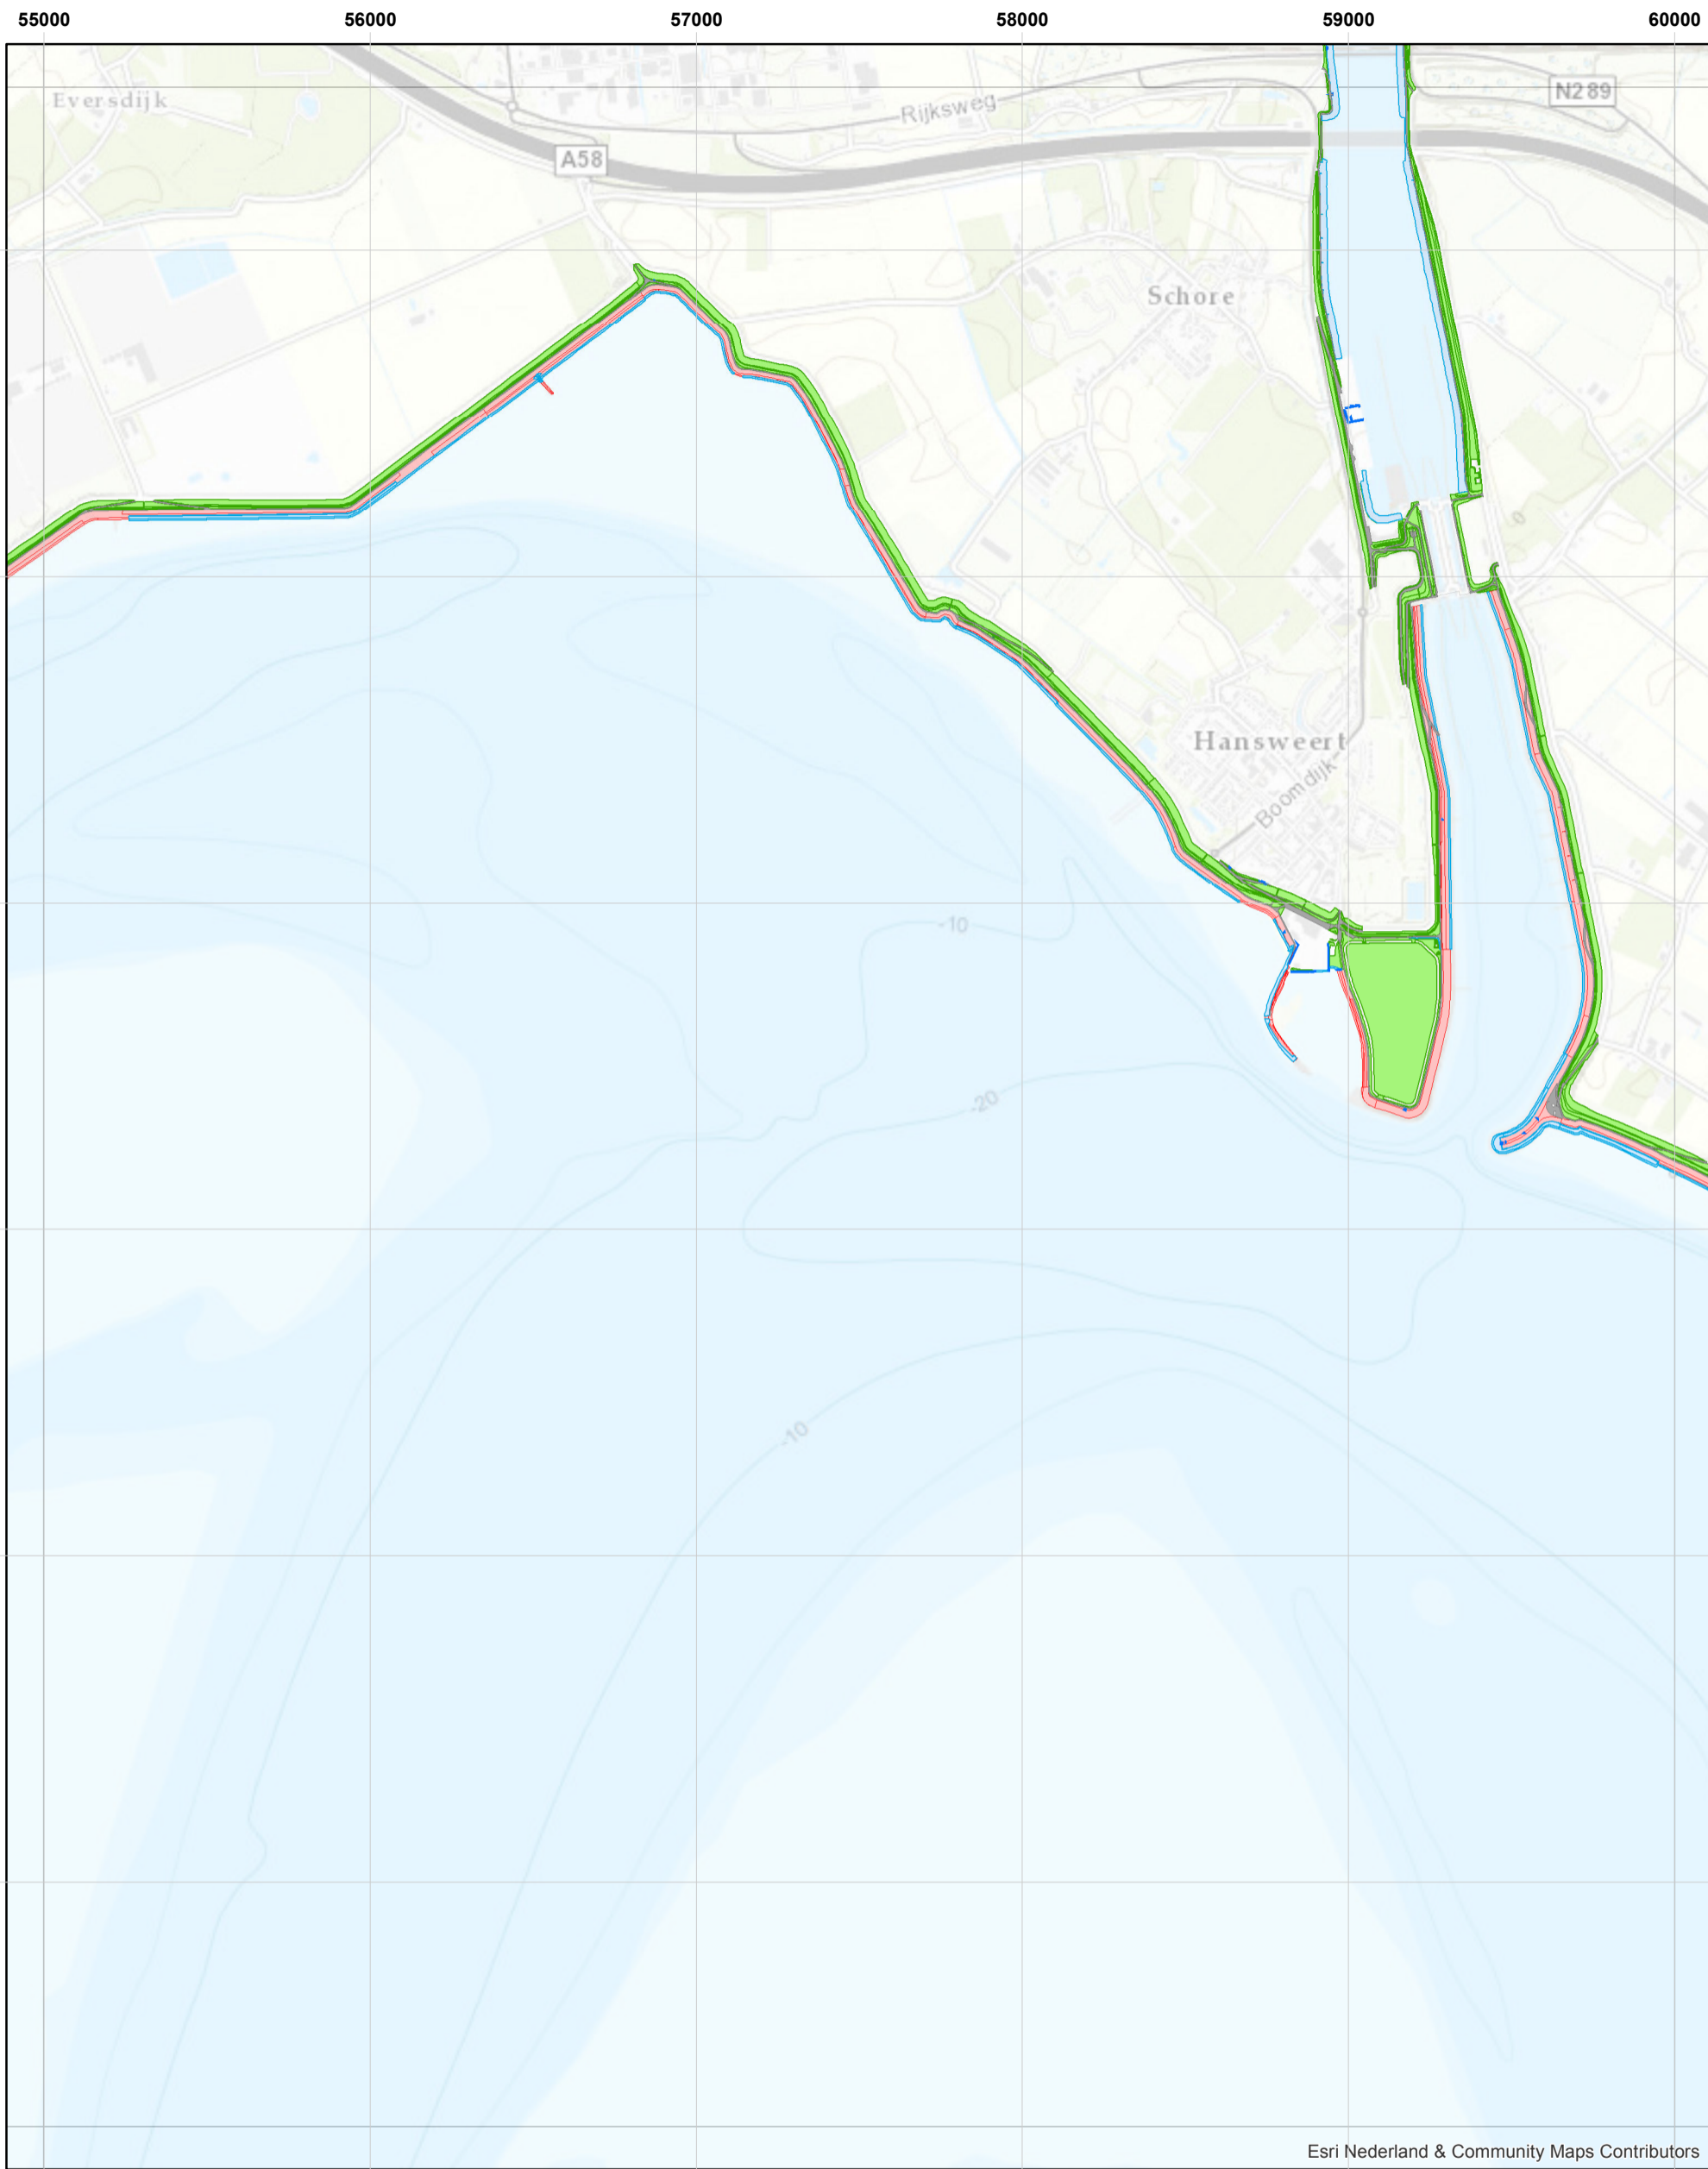 55000 56000 57000 58000 59000 60000
Eversdijk
Rijksweg
N289
A58
Schore
0
Hansweert
Boomdijk
-10
-20
-10
Esri Nederland & Community Maps Contributors